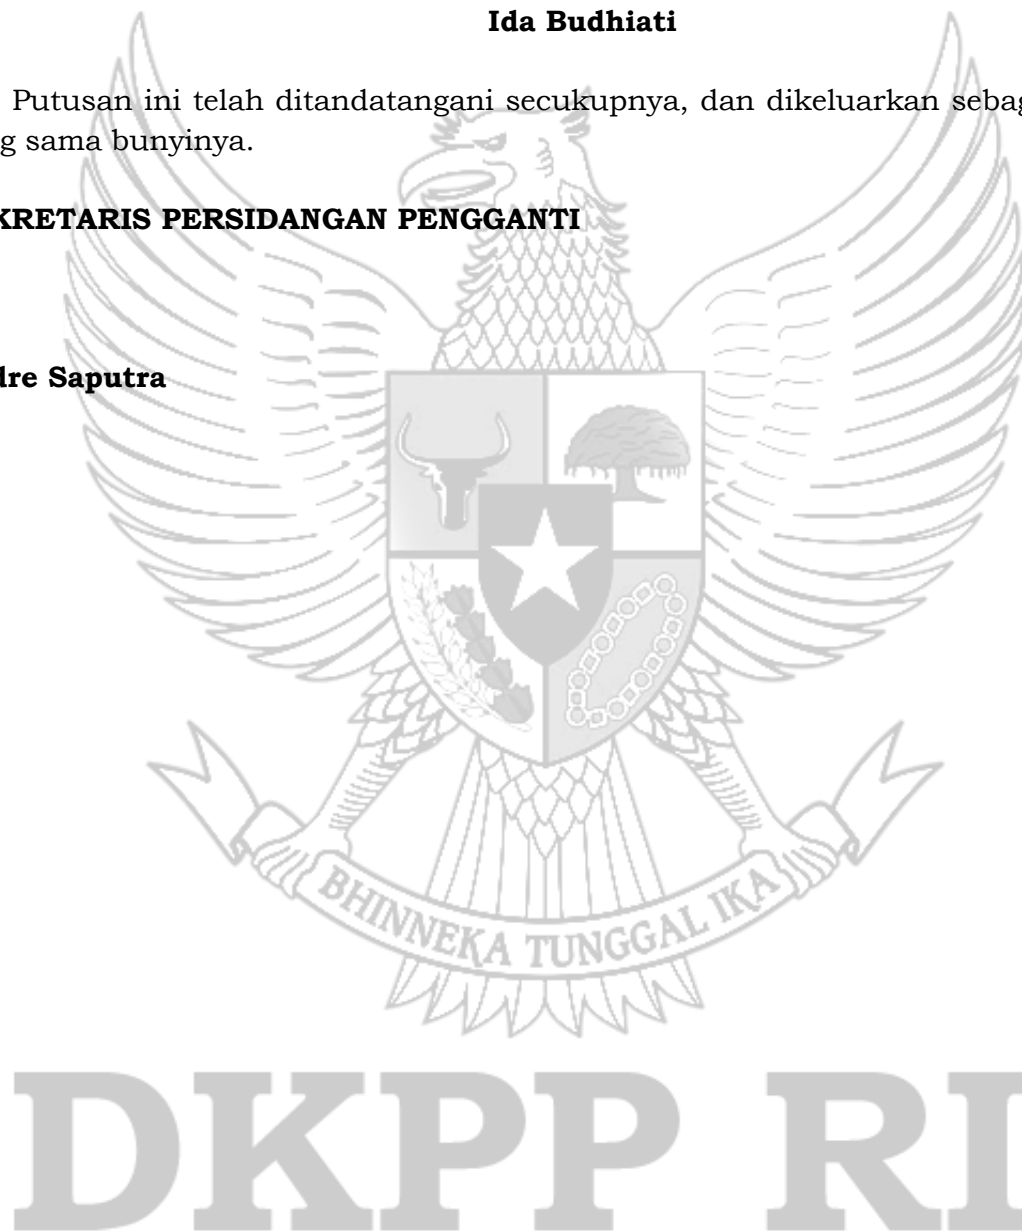 Ida Budhiati
Putusan ini telah ditandatangani secukupnya, dan dikeluarkan sebag
g sama bunyinya.
KRETARIS PERSIDANGAN PENGGANTI
dre Saputra
BHINNEKA TUNGGAL IKA
DKPP RI